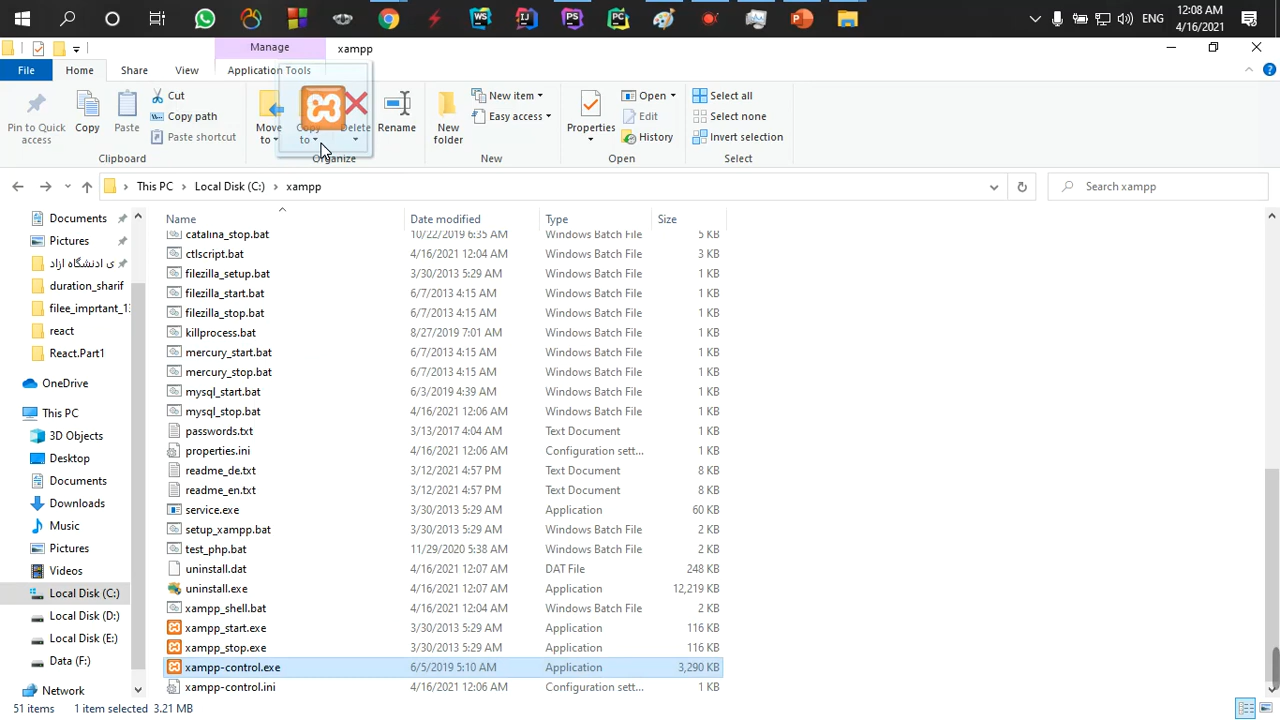 12:08 AM
ENG
4/16/2021
Manage
xampp
File
Home
Share
View
Application Tools
Pin to Quick access
Copy
Paste
Cut
Copy path
Paste shortcut
Clipboard
Move to
Copy to
Delete
Rename
Organize
New folder
New item
Easy access
New
Properties
Open
Edit
History
Open
Select all
Select none
Invert selection
Select
This PC > Local Disk (C:) > xampp
Search xampp
Documents
Pictures
ی ادنشگاه ازاد
duration_sharif
filee_imprtant_1
react
React.Part1
OneDrive
This PC
3D Objects
Desktop
Documents
Downloads
Music
Pictures
Videos
Local Disk (C:)
Local Disk (D:)
Local Disk (E:)
Data (F:)
Network
Name Date modified Type Size
catalina_stop.bat 10/22/2019 6:35 AM Windows Batch File 5 KB
ctlscript.bat 4/16/2021 12:04 AM Windows Batch File 3 KB
filezilla_setup.bat 3/30/2013 5:29 AM Windows Batch File 1 KB
filezilla_start.bat 6/7/2013 4:15 AM Windows Batch File 1 KB
filezilla_stop.bat 6/7/2013 4:15 AM Windows Batch File 1 KB
killprocess.bat 8/27/2019 7:01 AM Windows Batch File 1 KB
mercury_start.bat 6/7/2013 4:15 AM Windows Batch File 1 KB
mercury_stop.bat 6/7/2013 4:15 AM Windows Batch File 1 KB
mysql_start.bat 6/3/2019 4:39 AM Windows Batch File 1 KB
mysql_stop.bat 4/16/2021 12:06 AM Windows Batch File 1 KB
passwords.txt 3/13/2017 4:04 AM Text Document 1 KB
properties.ini 4/16/2021 12:06 AM Configuration sett... 1 KB
readme_de.txt 3/12/2021 4:57 PM Text Document 8 KB
readme_en.txt 3/12/2021 4:57 PM Text Document 8 KB
service.exe 3/30/2013 5:29 AM Application 60 KB
setup_xampp.bat 3/30/2013 5:29 AM Windows Batch File 2 KB
test_php.bat 11/29/2020 5:38 AM Windows Batch File 2 KB
uninstall.dat 4/16/2021 12:07 AM DAT File 248 KB
uninstall.exe 4/16/2021 12:07 AM Application 12,219 KB
xampp_shell.bat 4/16/2021 12:04 AM Windows Batch File 2 KB
xampp_start.exe 3/30/2013 5:29 AM Application 116 KB
xampp_stop.exe 3/30/2013 5:29 AM Application 116 KB
xampp-control.exe 6/5/2019 5:10 AM Application 3,290 KB
xampp-control.ini 4/16/2021 12:06 AM Configuration sett... 1 KB
51 items 1 item selected 3.21 MB